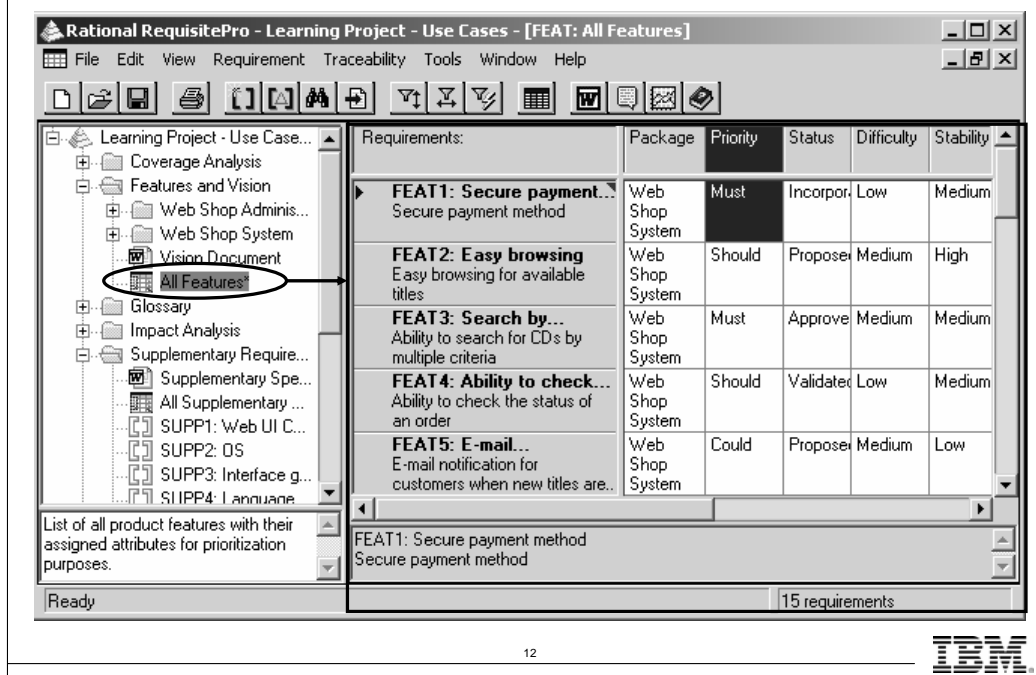 Rational RequisitePro - Learning Project - Use Cases - [FEAT: All Features]
File Edit View Requirement Traceability Tools Window Help
Learning Project - Use Case...
Coverage Analysis
Features and Vision
Web Shop Adminis...
Web Shop System
Vision Document
All Features*
Glossary
Impact Analysis
Supplementary Require...
Supplementary Spe...
All Supplementary ...
SUPP1: Web UI C...
SUPP2: OS
SUPP3: Interface g...
SUPP4: Language
List of all product features with their
assigned attributes for prioritization
purposes.
Requirements: Package Priority Status Difficulty Stability
FEAT1: Secure payment... Web Must Incorpor Low Medium
Secure payment method Shop
System
FEAT2: Easy browsing Web Should Propose Medium High
Easy browsing for available Shop
titles System
FEAT3: Search by... Web Must Approve Medium Medium
Ability to search for CDs by Shop
multiple criteria System
FEAT4: Ability to check... Web Should Validated Low Medium
Ability to check the status of Shop
an order System
FEAT5: E-mail... Web Could Propose Medium Low
E-mail notification for Shop
customers when new titles are.. System
FEAT1: Secure payment method
Secure payment method
Ready 15 requirements
12
IBM